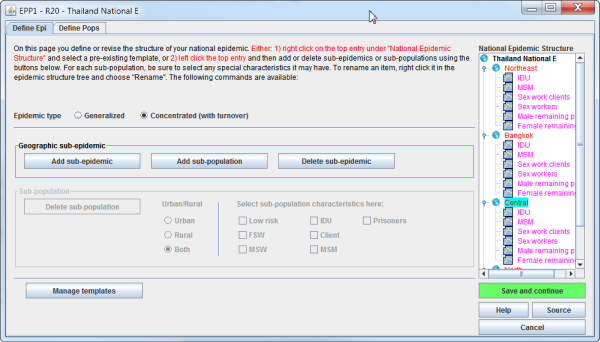 EPP1 - R20 - Thailand National E
Define Epi
Define Pops
On this page you define or revise the structure of your national epidemic. Either: 1) right click on the top entry under "National Epidemic
Structure" and select a pre-existing template, or 2) left click the top entry and then add or delete sub-epidemics or sub-populations using the
buttons below. For each sub-population, be sure to select any special characteristics it may have. To rename an item, right click it in the
epidemic structure tree and choose "Rename". The following commands are available:
Epidemic type
Generalized
Concentrated (with turnover)
Geographic sub-epidemic
Add sub-epidemic
Add sub-population
Delete sub-epidemic
Sub-population
Delete sub-population
Urban/Rural
Urban
Rural
Both
Select sub-population characteristics here:
Low risk
IDU
Prisoners
FSW
Client
MSW
MSM
Manage templates
National Epidemic Structure
Thailand National E
Northeast
IDU
MSM
Sex work clients
Sex workers
Male remaining p
Female remaining
Bangkok
IDU
MSM
Sex work clients
Sex workers
Male remaining p
Female remaining
Central
IDU
MSM
Sex work clients
Sex workers
Male remaining p
Female remaining
North
Save and continue
Help
Source
Cancel